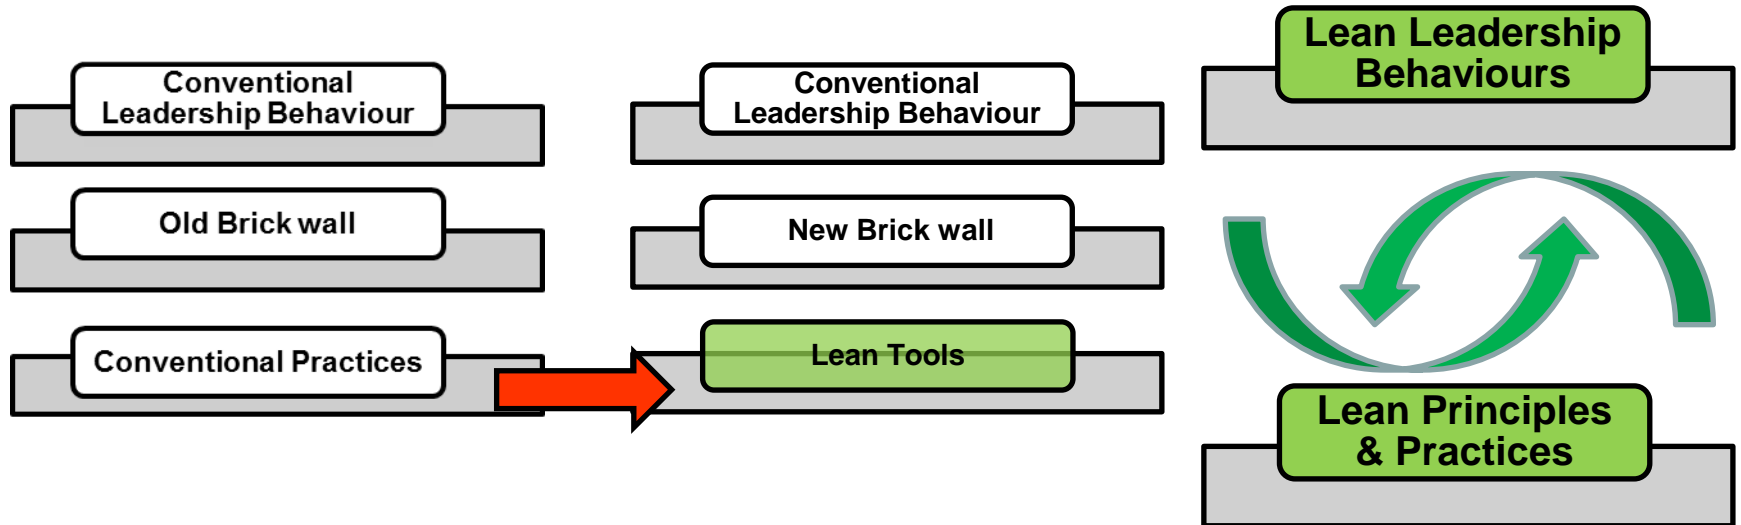 Conventional
Leadership Behaviour
Old Brick wall
Conventional Practices
Conventional
Leadership Behaviour
New Brick wall
Lean Tools
Lean Leadership
Behaviours
Lean Principles
& Practices